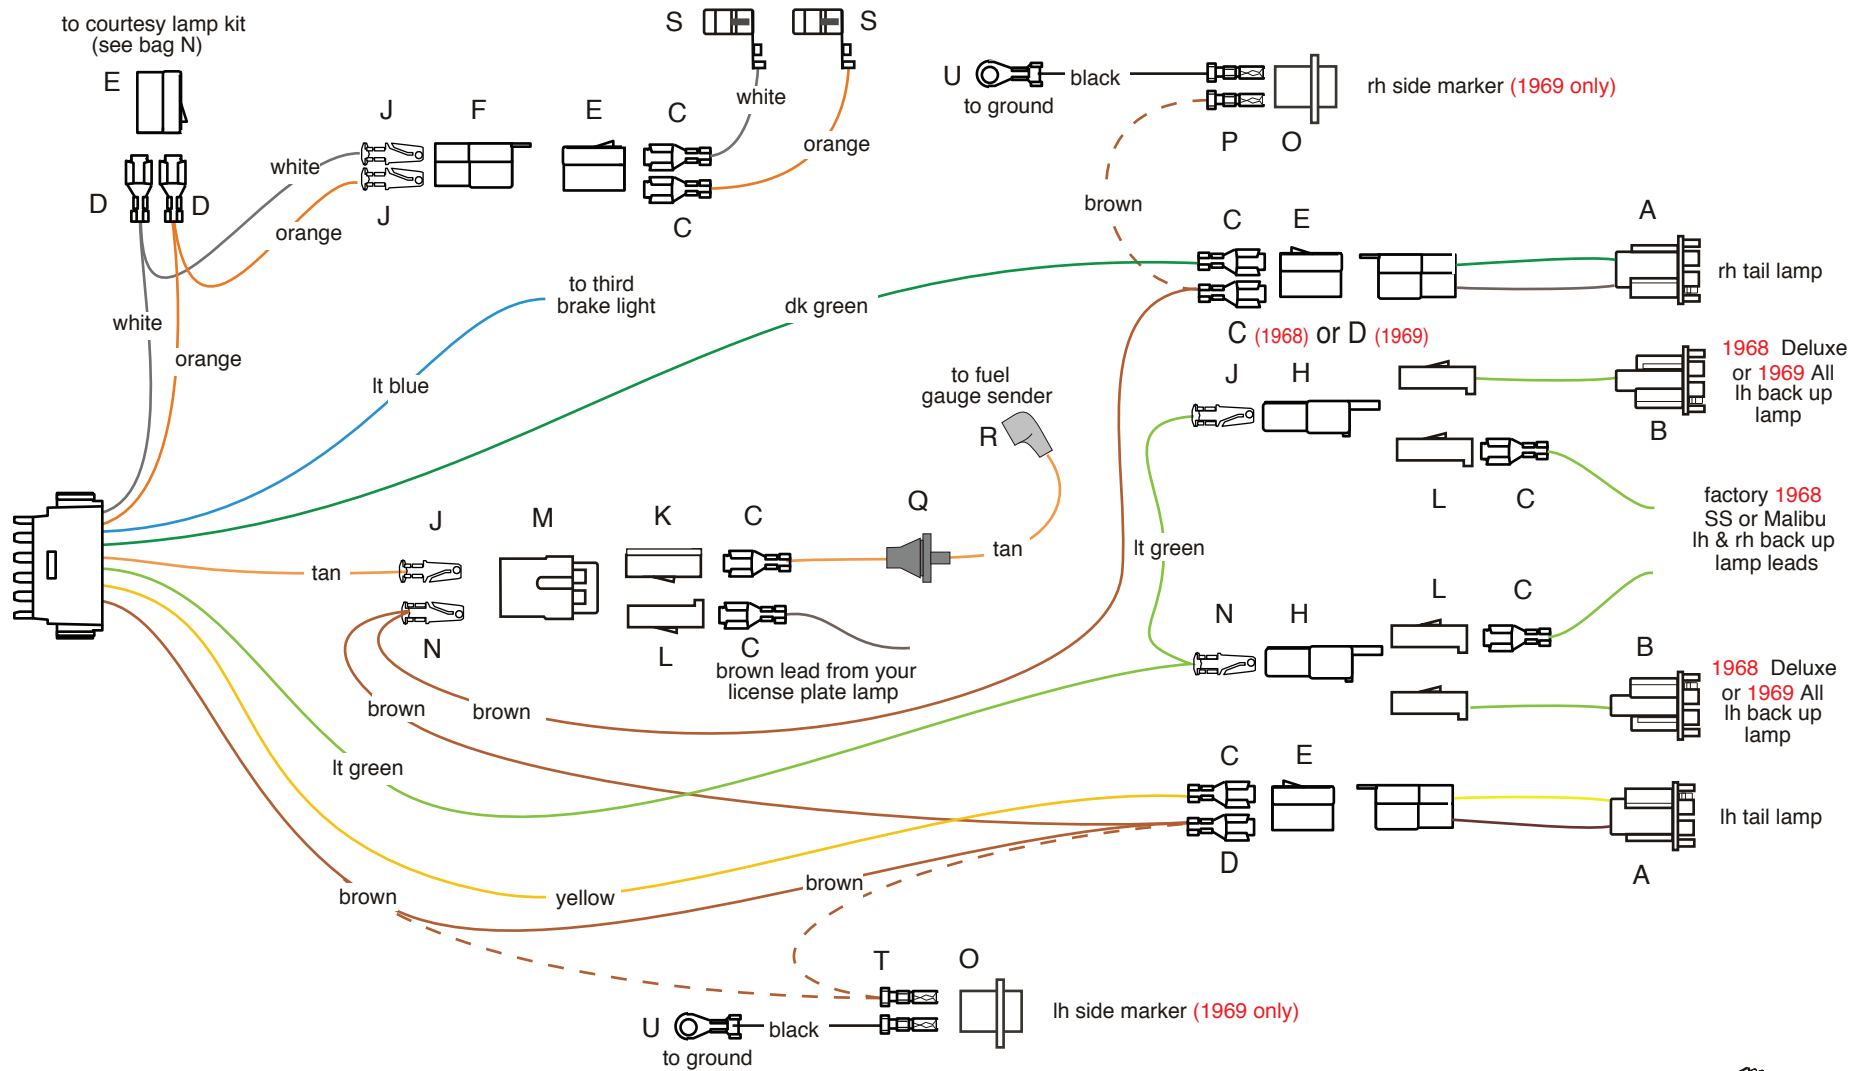 to courtesy lamp kit
(see bag N)
E
D
D
white
orange
white
orange
J
J
F
E
C
C
S
S
white
orange
U
to ground
black
P
O
rh side marker (1969 only)
brown
C
E
A
rh tail lamp
C (1968) or D (1969)
to third
brake light
dk green
lt blue
J
H
1968 Deluxe
or 1969 All
lh back up
lamp
B
L
C
factory 1968
SS or Malibu
lh & rh back up
lamp leads
lt green
to fuel
gauge sender
R
Q
tan
J
M
K
C
tan
N
L
C
brown lead from your
license plate lamp
brown
brown
N
H
L
C
B
1968 Deluxe
or 1969 All
lh back up
lamp
lt green
C
E
D
A
lh tail lamp
brown
yellow
brown
T
O
lh side marker (1969 only)
U
black
to ground